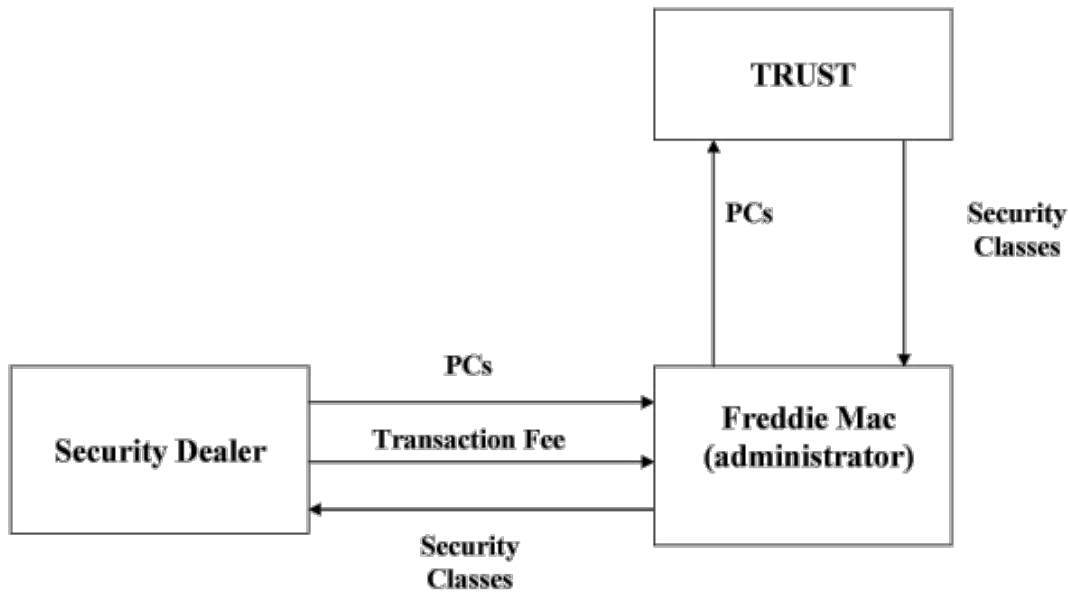 TRUST
PCs
Security
Classes
PCs
Security Dealer
Transaction Fee
Freddie Mac
(administrator)
Security
Classes